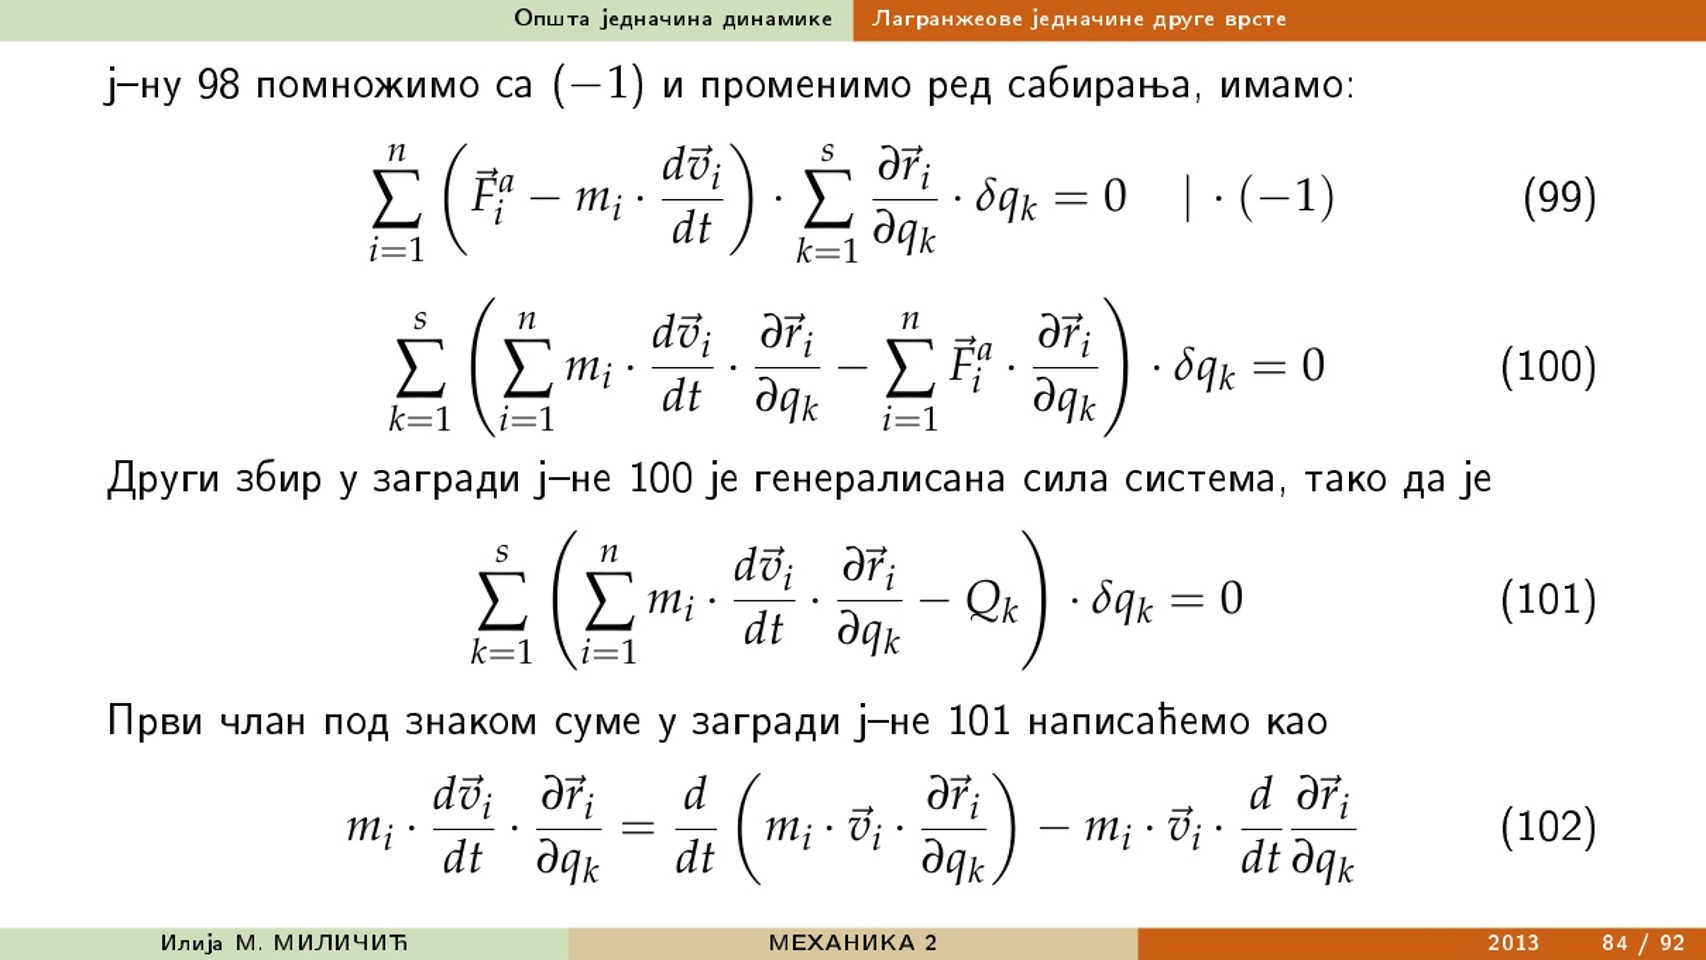 Општа једначина динамике Лагранжеове једначине друге врсте
ј–ну 98 помножимо са (−1) и променимо ред сабирања, имамо:
$$\sum_{i=1}^{n} \left( \vec{F}_i^a - m_i \cdot \frac{d\vec{v}_i}{dt} \right) \cdot \sum_{k=1}^{s} \frac{\partial \vec{r}_i}{\partial q_k} \cdot \delta q_k = 0 \quad | \cdot (-1) \quad (99)$$
$$\sum_{k=1}^{s} \left( \sum_{i=1}^{n} m_i \cdot \frac{d\vec{v}_i}{dt} \cdot \frac{\partial \vec{r}_i}{\partial q_k} - \sum_{i=1}^{n} \vec{F}_i^a \cdot \frac{\partial \vec{r}_i}{\partial q_k} \right) \cdot \delta q_k = 0 \quad (100)$$
Други збир у загради ј–не 100 је генералисана сила система, тако да је
$$\sum_{k=1}^{s} \left( \sum_{i=1}^{n} m_i \cdot \frac{d\vec{v}_i}{dt} \cdot \frac{\partial \vec{r}_i}{\partial q_k} - Q_k \right) \cdot \delta q_k = 0 \quad (101)$$
Први члан под знаком суме у загради ј–не 101 написаћемо као
$$m_i \cdot \frac{d\vec{v}_i}{dt} \cdot \frac{\partial \vec{r}_i}{\partial q_k} = \frac{d}{dt} \left( m_i \cdot \vec{v}_i \cdot \frac{\partial \vec{r}_i}{\partial q_k} \right) - m_i \cdot \vec{v}_i \cdot \frac{d}{dt} \frac{\partial \vec{r}_i}{\partial q_k} \quad (102)$$
Илија М. МИЛИЧИЋ МЕХАНИКА 2 2013 84 / 92